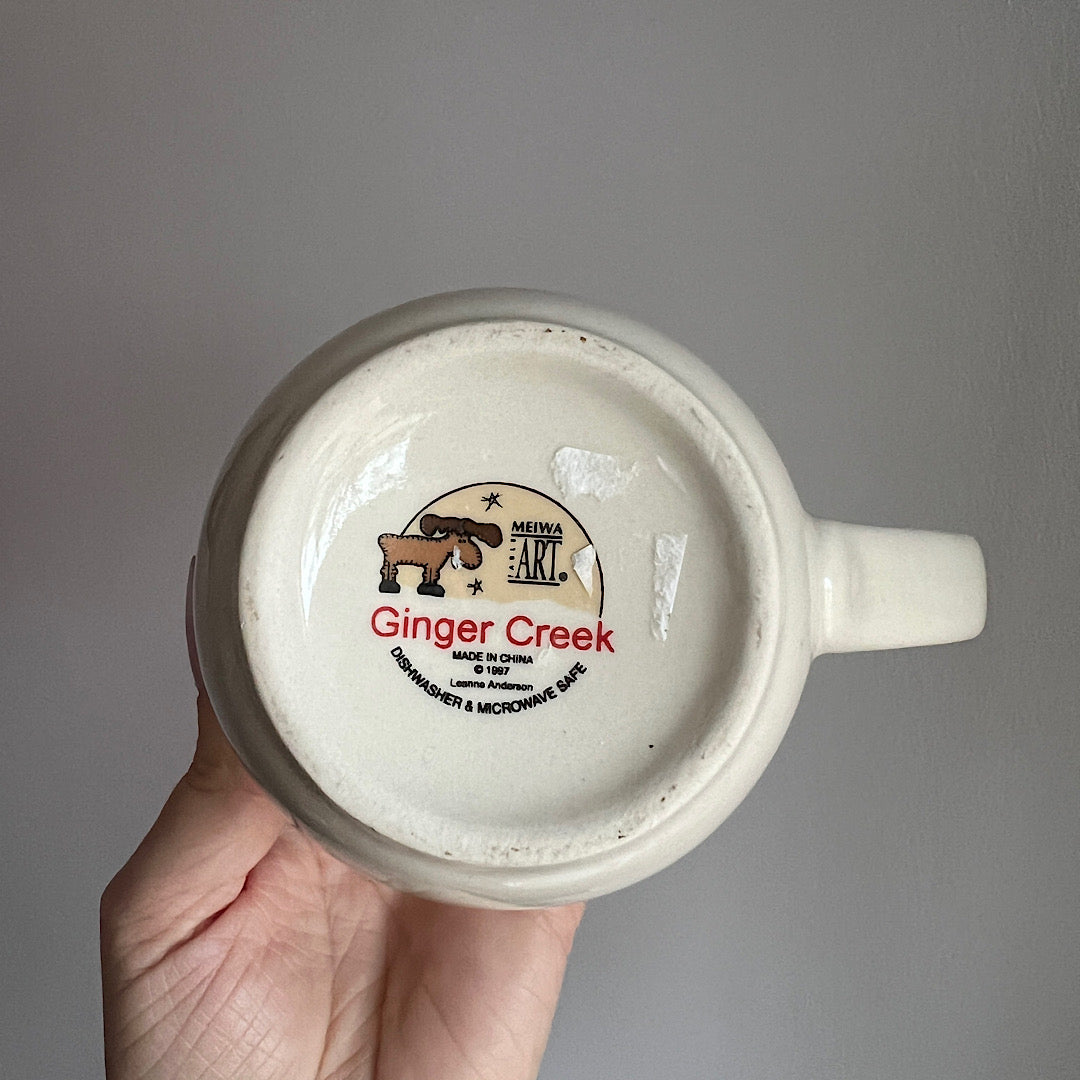 MEIWA
TABLE
ART®
Ginger Creek
MADE IN CHINA
© 1997
Leanne Anderson
DISHWASHER & MICROWAVE SAFE